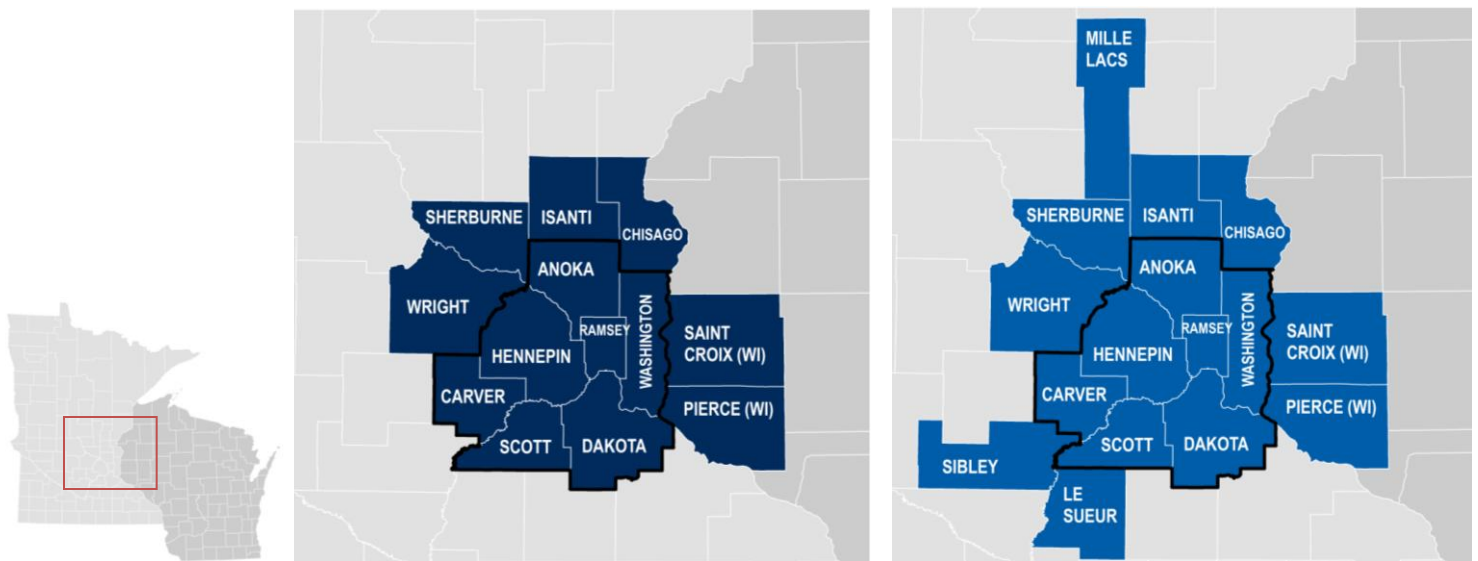 SHERBURNE
ISANTI
CHISAGO
ANOKA
WRIGHT
RAMSEY
WASHINGTON
HENNEPIN
SAINT
CROIX (WI)
CARVER
PIERCE (WI)
SCOTT
DAKOTA
MILLE
LACS
SHERBURNE
ISANTI
CHISAGO
ANOKA
WRIGHT
RAMSEY
WASHINGTON
HENNEPIN
SAINT
CROIX (WI)
CARVER
PIERCE (WI)
SCOTT
DAKOTA
SIBLEY
LE
SUEUR